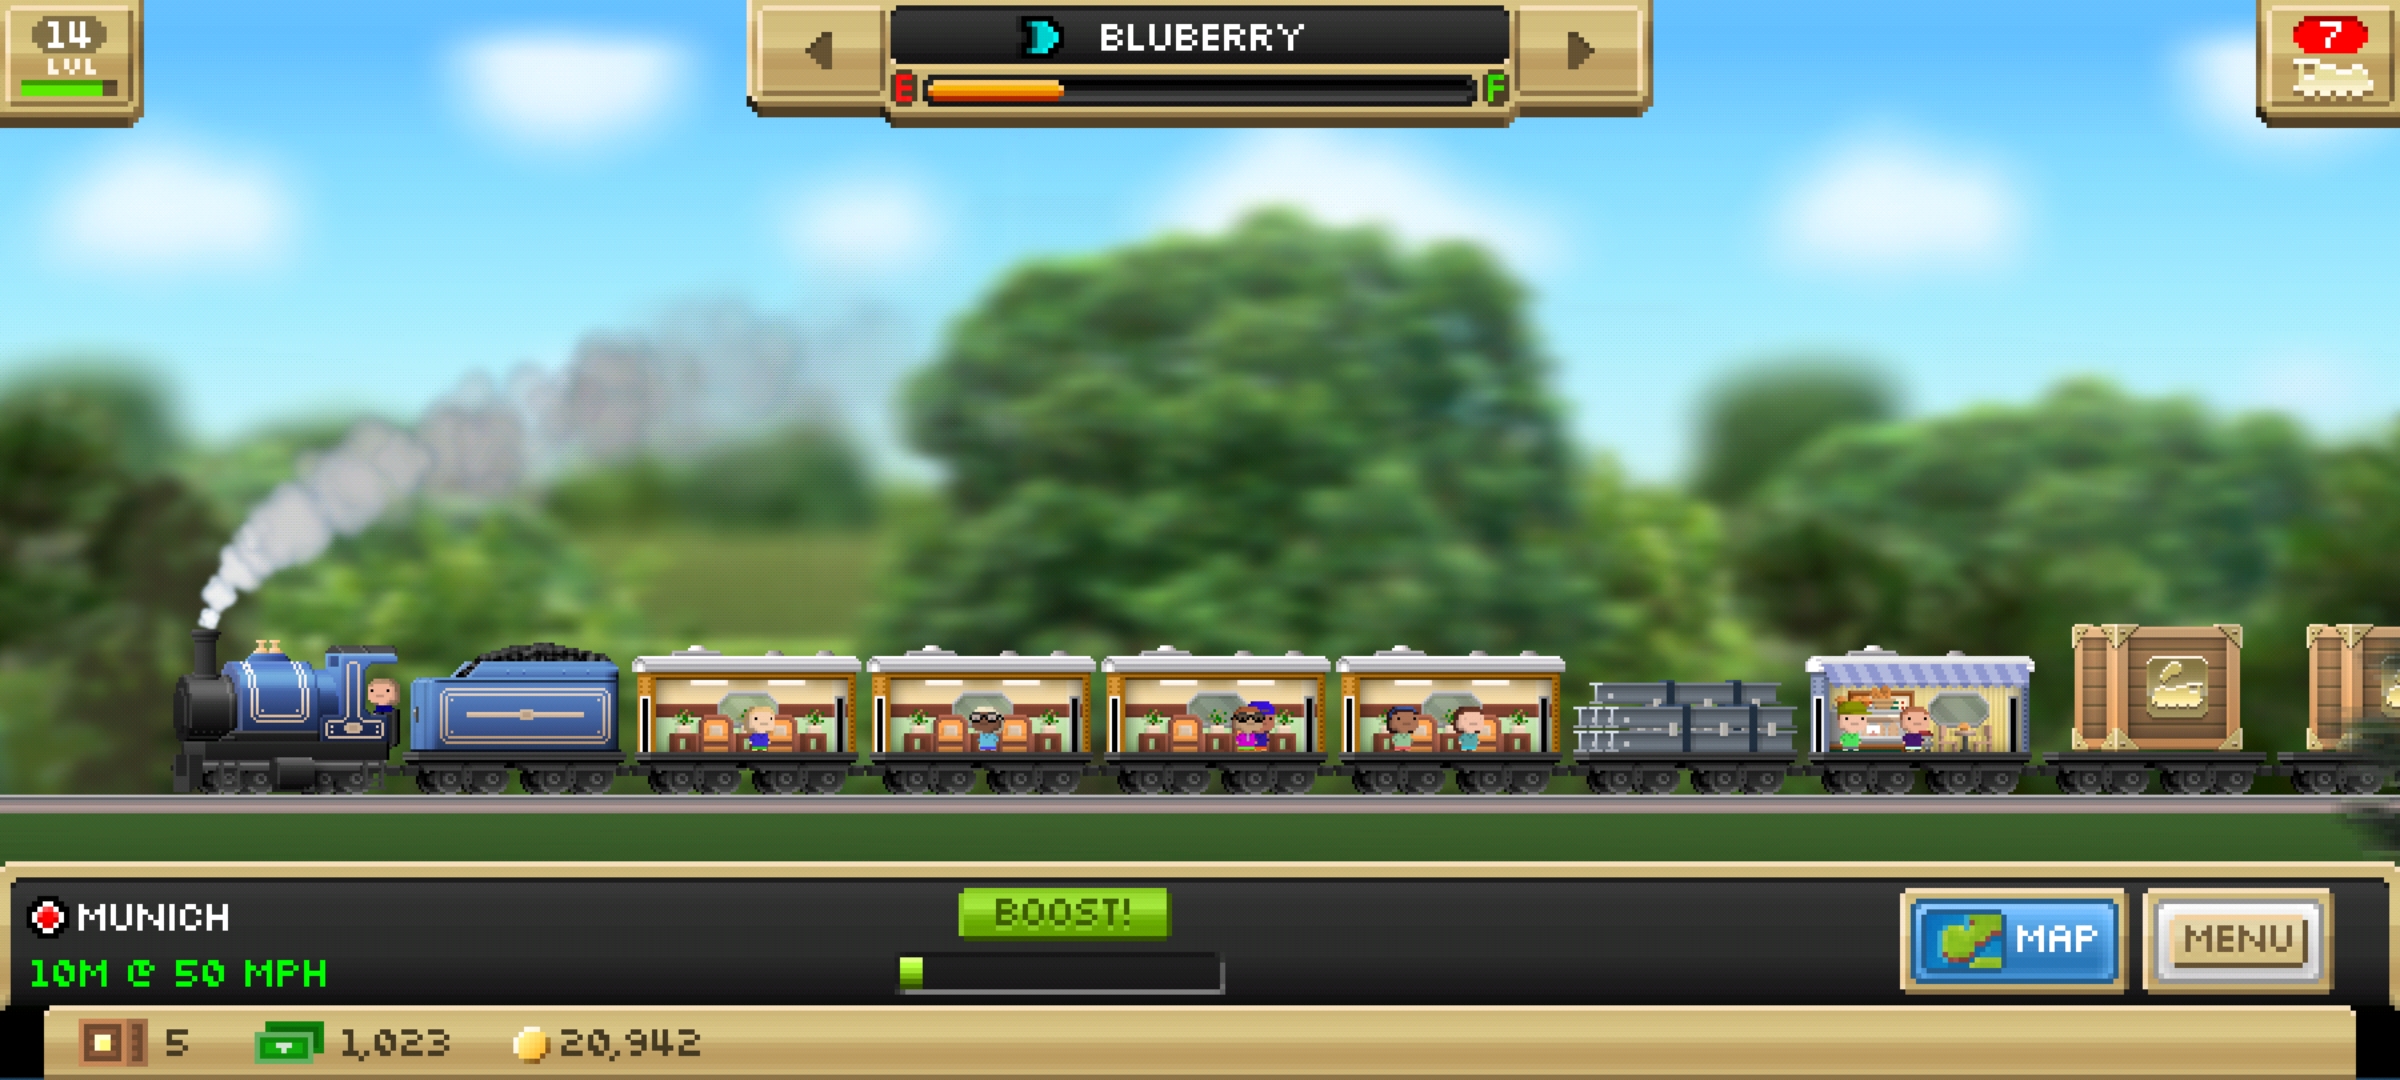 14
LVL
BLUBERRY
E
F
7
MUNICH
10M @ 50 MPH
BOOST!
MAP
MENU
5
1,023
20,942